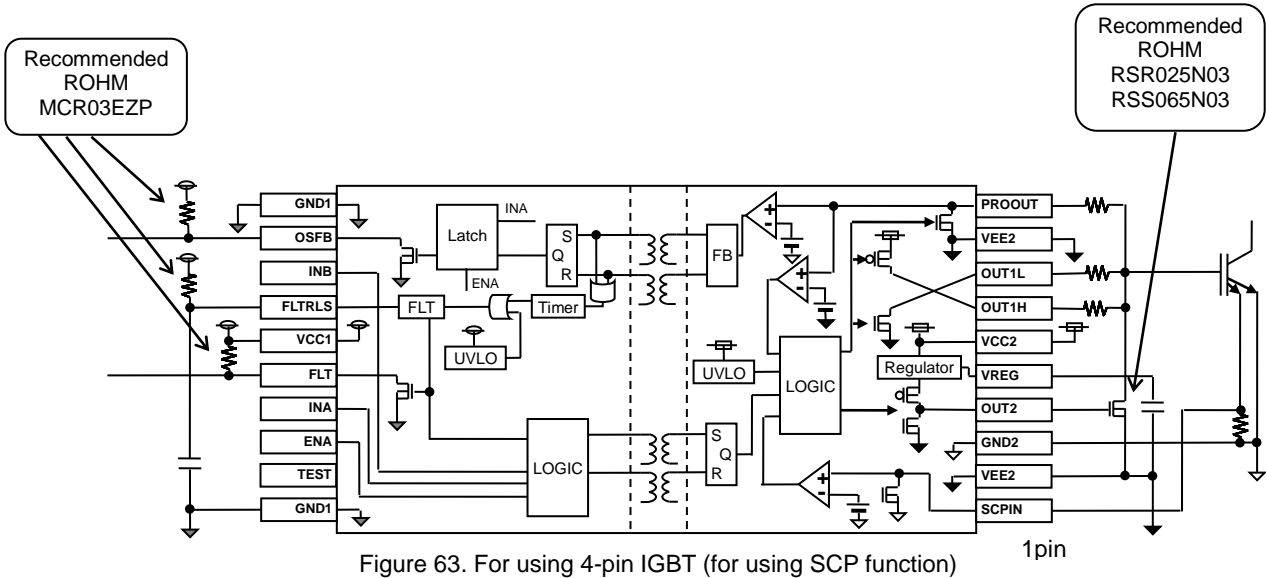 Recommended
ROHM
MCR03EZP
Recommended
ROHM
RSR025N03
RSS065N03
GND1
OSFB
INB
FLTRLS
VCC1
FLT
INA
ENA
TEST
GND1
Latch
INA
ENA
S
Q
R
FLT
Timer
UVLO
LOGIC
FB
+
-
+
-
UVLO
LOGIC
Regulator
S
Q
R
+
-
PROOUT
VEE2
OUT1L
OUT1H
VCC2
VREG
OUT2
GND2
VEE2
SCPIN
1pin
Figure 63. For using 4-pin IGBT (for using SCP function)